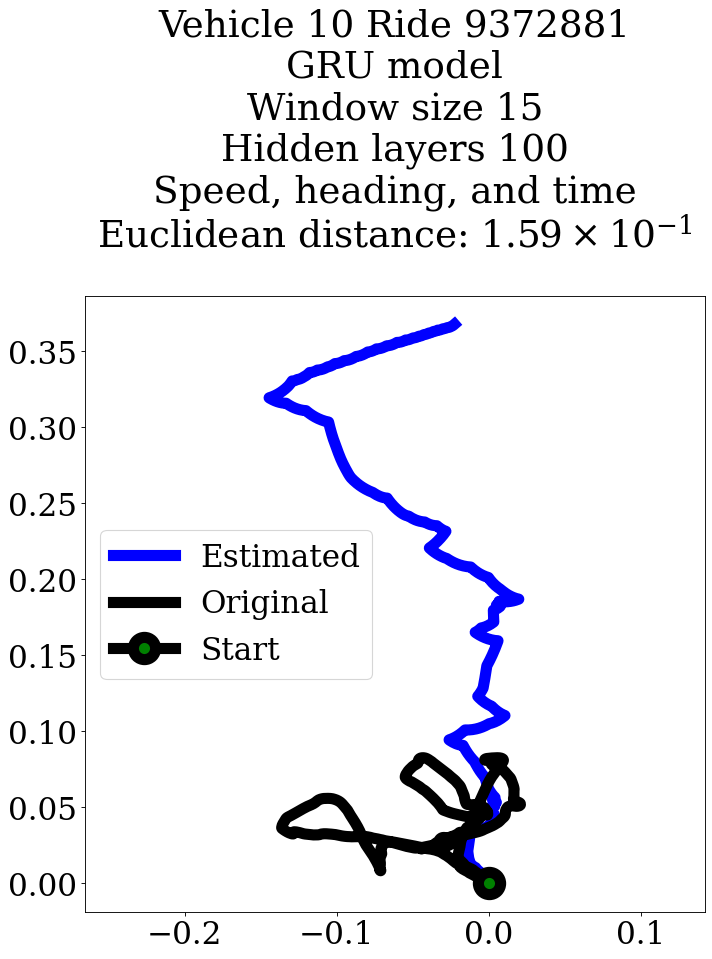 Vehicle 10 Ride 9372881
GRU model
Window size 15
Hidden layers 100
Speed, heading, and time
Euclidean distance: 1.59 × 10⁻¹
0.35
0.30
0.25
0.20
0.15
0.10
0.05
0.00
Estimated
Original
Start
−0.2 −0.1 0.0 0.1